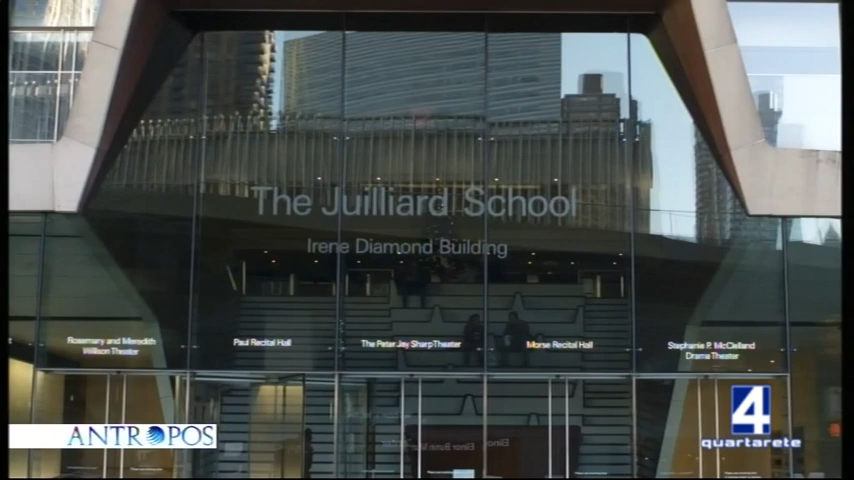 The Juilliard School
Irene Diamond Building
Rosemary and Meredith
Willson Theater
Paul Recital Hall
The Peter Jay Sharp Theater
Morse Recital Hall
Stephanie P. McClelland
Drama Theater
ANTROPOS
4
quartarete